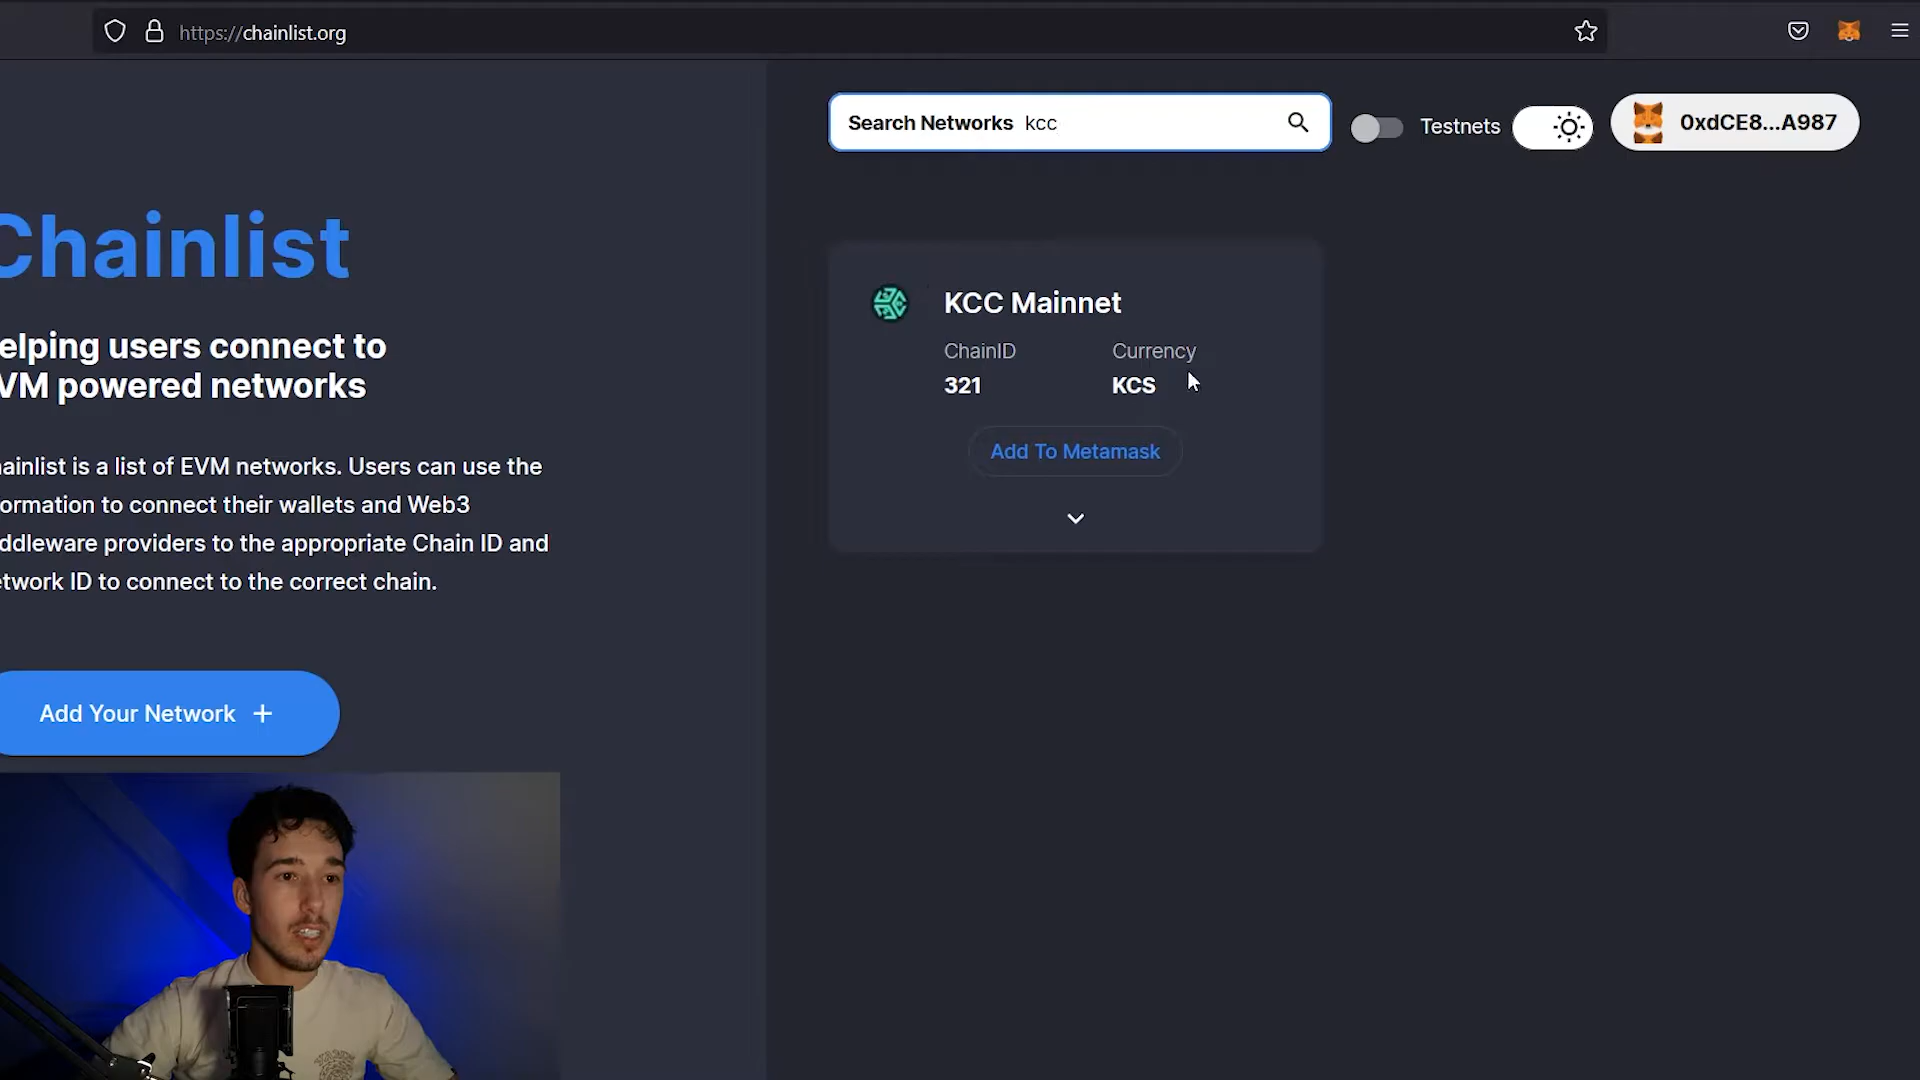 https://chainlist.org
Search Networks kcc
Testnets
0xdCE8...A987
Chainlist
elping users connect to
VM powered networks
ainlist is a list of EVM networks. Users can use the
ormation to connect their wallets and Web3
ddleware providers to the appropriate Chain ID and
etwork ID to connect to the correct chain.
Add Your Network +
KCC Mainnet
ChainID Currency
321 KCS
Add To Metamask